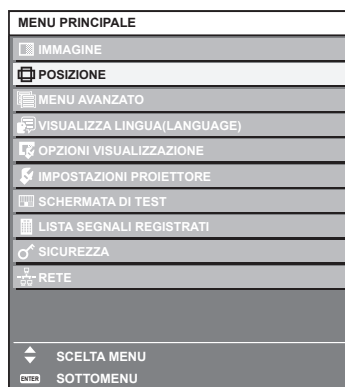 MENU PRINCIPALE
IMMAGINE
POSIZIONE
MENU AVANZATO
VISUALIZZA LINGUA(LANGUAGE)
OPZIONI VISUALIZZAZIONE
IMPOSTAZIONI PROIETTORE
SCHERMATA DI TEST
LISTA SEGNALI REGISTRATI
SICUREZZA
RETE
SCELTA MENU
ENTER SOTTOMENU